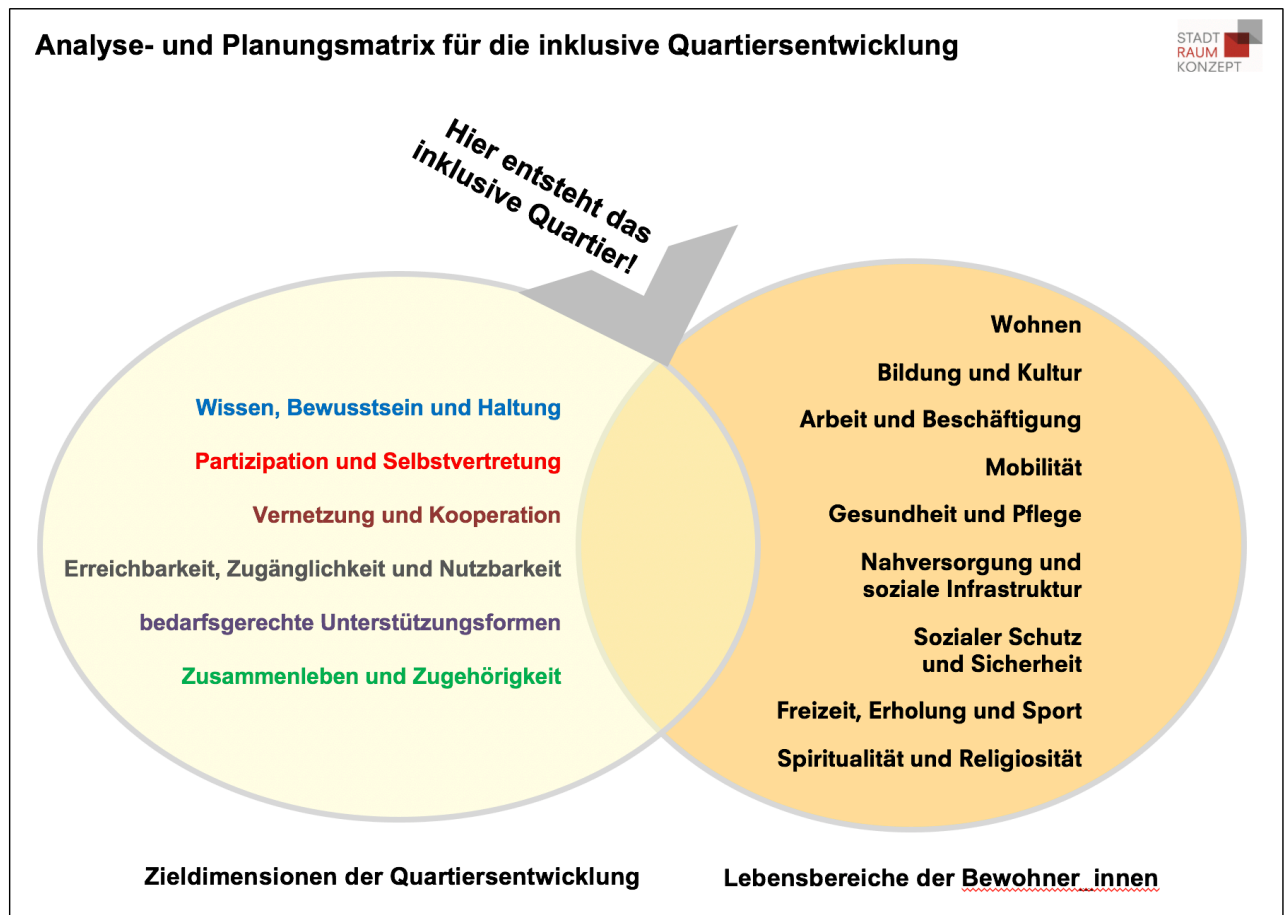 Analyse- und Planungsmatrix für die inklusive Quartiersentwicklung
STADT
RAUM
KONZEPT
Hier entsteht das
inklusive Quartier!
Wissen, Bewusstsein und Haltung
Partizipation und Selbstvertretung
Vernetzung und Kooperation
Erreichbarkeit, Zugänglichkeit und Nutzbarkeit
bedarfsgerechte Unterstützungsformen
Zusammenleben und Zugehörigkeit
Wohnen
Bildung und Kultur
Arbeit und Beschäftigung
Mobilität
Gesundheit und Pflege
Nahversorgung und
soziale Infrastruktur
Sozialer Schutz
und Sicherheit
Freizeit, Erholung und Sport
Spiritualität und Religiosität
Zieldimensionen der Quartiersentwicklung
Lebensbereiche der Bewohner_innen